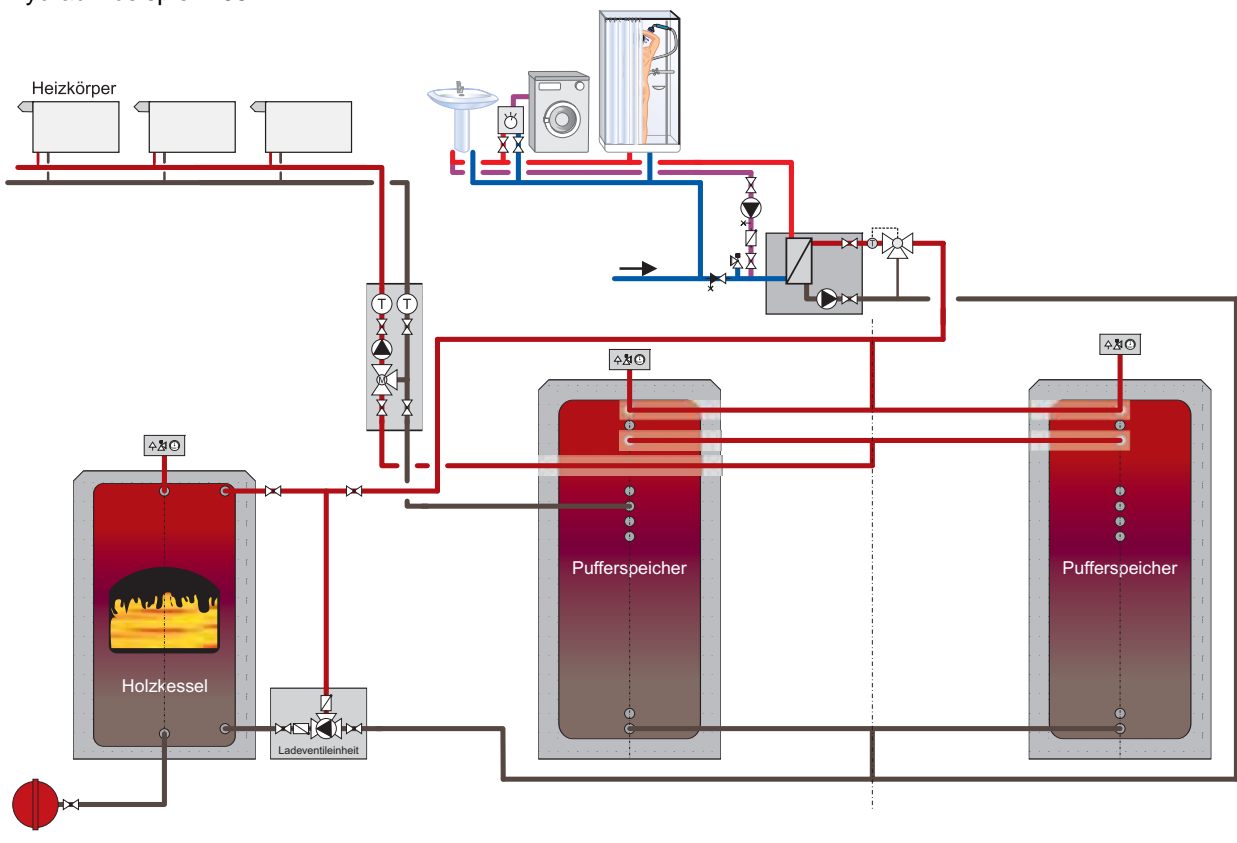 Heizkörper
T
T
T
M
Pufferspeicher
Pufferspeicher
Holzkessel
Ladeventileinheit